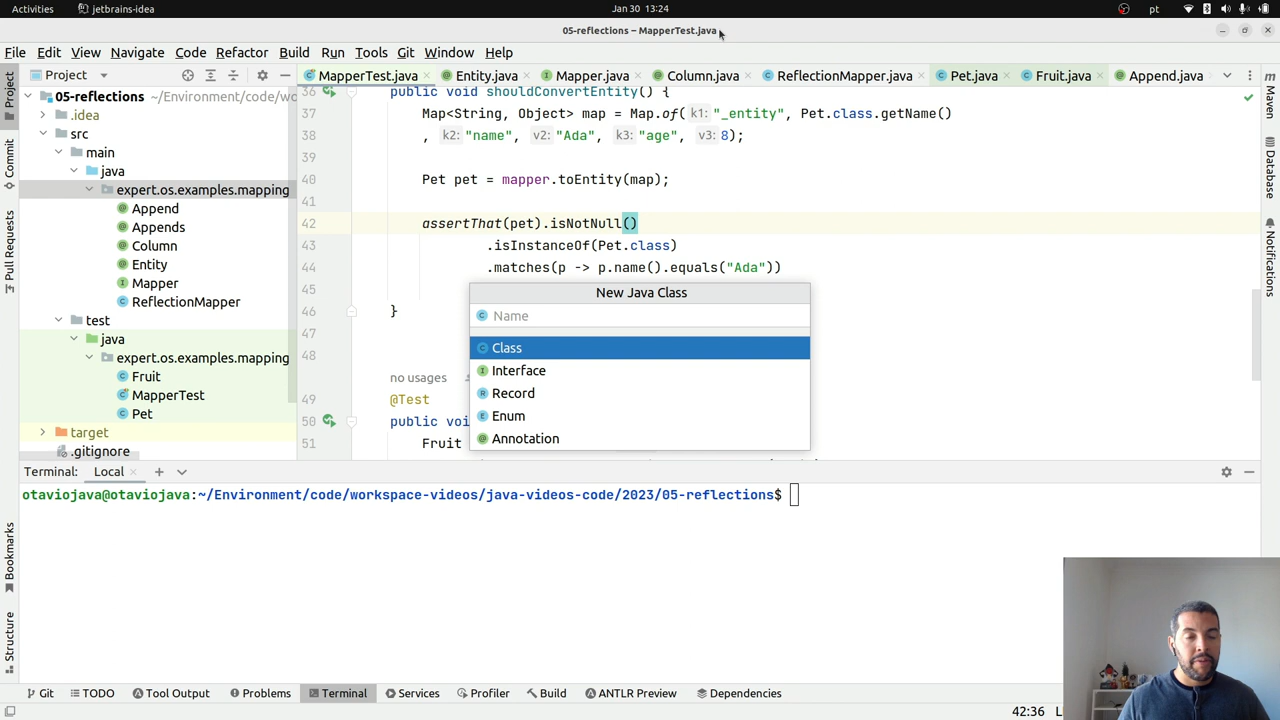 Activities
jetbrains-idea
Jan 30 13:24
pt
05-reflections – MapperTest.java
File Edit View Navigate Code Refactor Build Run Tools Git Window Help
Project
MapperTest.java
Entity.java
Mapper.java
Column.java
ReflectionMapper.java
Pet.java
Fruit.java
Append.java
Project
Commit
Pull Requests
Bookmarks
Structure
05-reflections ~/Environment/code/wo
.idea
src
main
java
expert.os.examples.mapping
Append
Appends
Column
Entity
Mapper
ReflectionMapper
test
java
expert.os.examples.mapping
Fruit
MapperTest
Pet
target
.gitignore
36 public void shouldConvertEntity() {
37 Map<String, Object> map = Map.of( k1: "_entity", Pet.class.getName()
38 , k2: "name", v2: "Ada", k3: "age", v3: 8);
39
40 Pet pet = mapper.toEntity(map);
41
42 assertThat(pet).isNotNull()
43 .isInstanceOf(Pet.class)
44 .matches(p -> p.name().equals("Ada"))
45
46 }
47
48
no usages
49 @Test
50 public voi
51 Fruit
New Java Class
Name
Class
Interface
Record
Enum
Annotation
Maven
Database
Notifications
Terminal: Local
otaviojava@otaviojava:~/Environment/code/workspace-videos/java-videos-code/2023/05-reflections$
Git TODO Tool Output Problems Terminal Services Profiler Build ANTLR Preview Dependencies
42:36 L